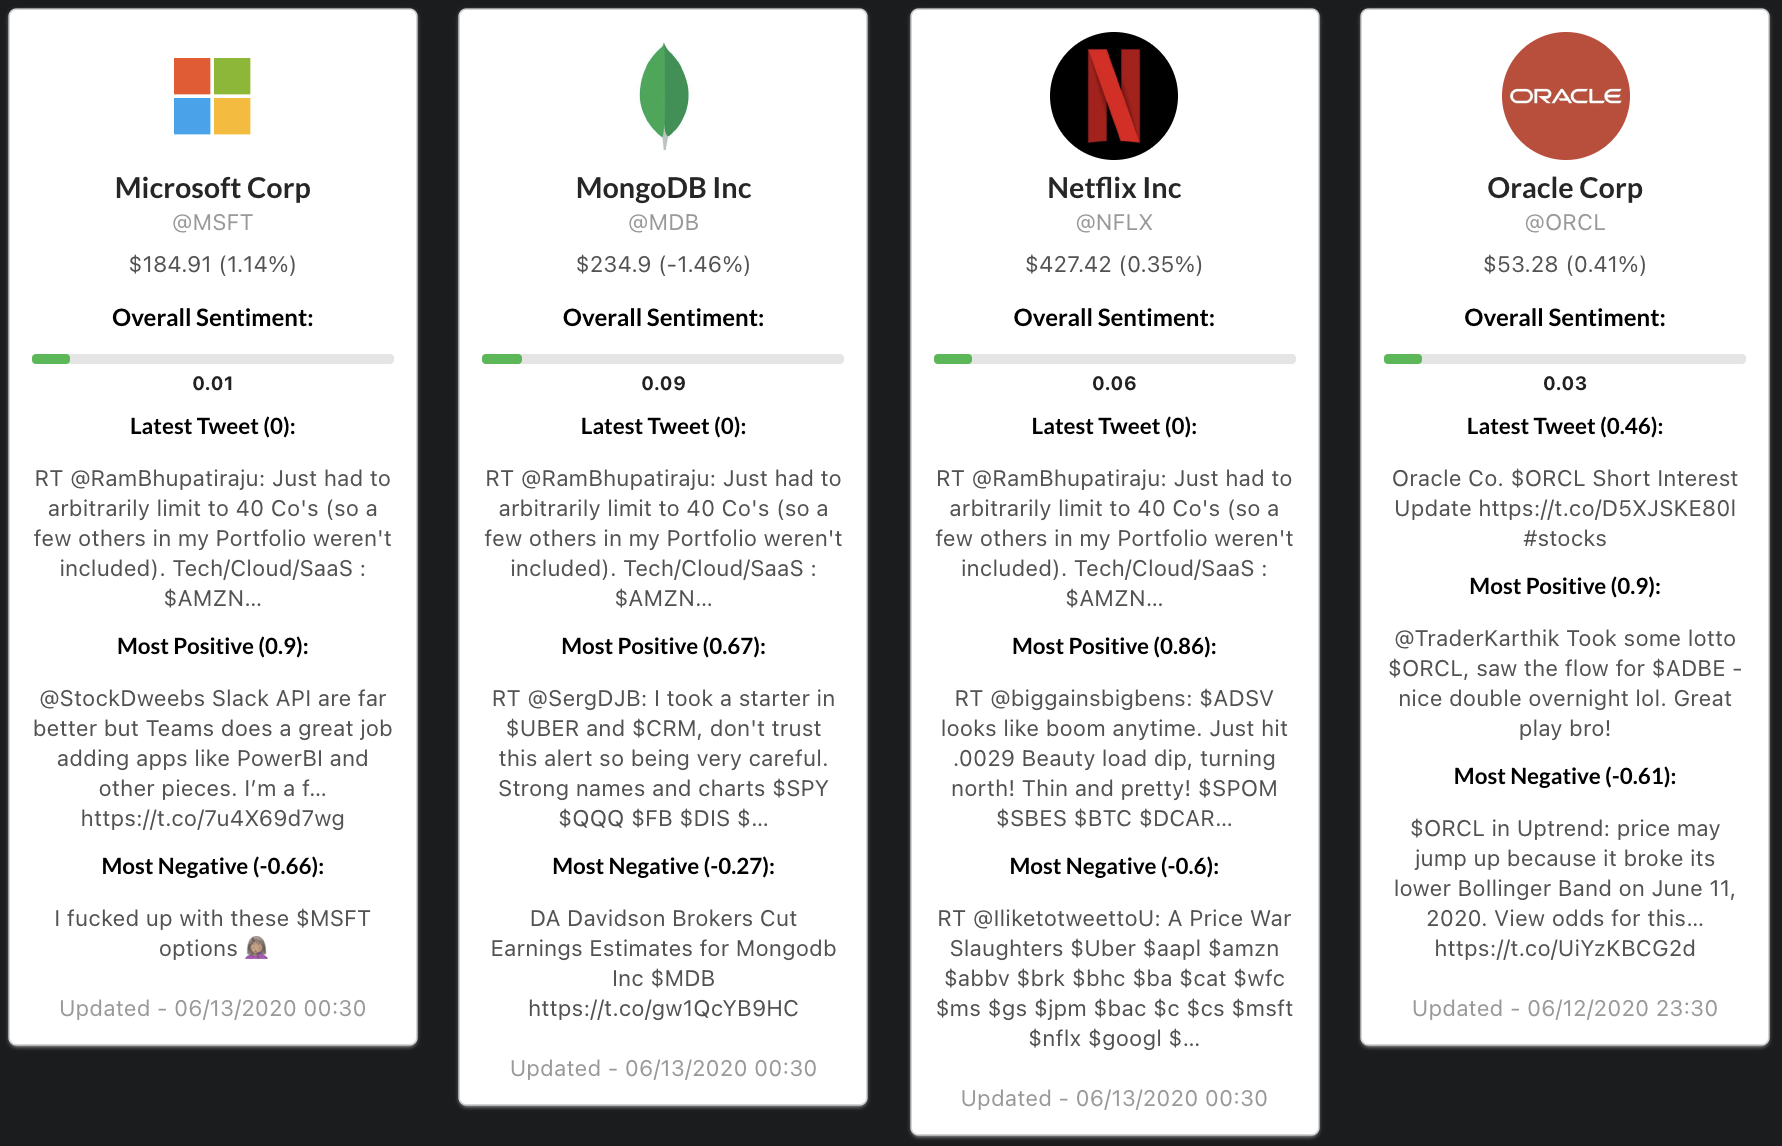 Microsoft Corp
@MSFT
$184.91 (1.14%)
Overall Sentiment:
0.01
Latest Tweet (0):
RT @RamBhupatiraju: Just had to
arbitrarily limit to 40 Co's (so a
few others in my Portfolio weren't
included). Tech/Cloud/SaaS :
$AMZN...
Most Positive (0.9):
@StockDweebs Slack API are far
better but Teams does a great job
adding apps like PowerBI and
other pieces. I’m a f...
https://t.co/7u4X69d7wg
Most Negative (-0.66):
I fucked up with these $MSFT
options 🤦🏽‍♀️
Updated - 06/13/2020 00:30
MongoDB Inc
@MDB
$234.9 (-1.46%)
Overall Sentiment:
0.09
Latest Tweet (0):
RT @RamBhupatiraju: Just had to
arbitrarily limit to 40 Co's (so a
few others in my Portfolio weren't
included). Tech/Cloud/SaaS :
$AMZN...
Most Positive (0.67):
RT @SergDJB: I took a starter in
$UBER and $CRM, don't trust
this alert so being very careful.
Strong names and charts $SPY
$QQQ $FB $DIS $...
Most Negative (-0.27):
DA Davidson Brokers Cut
Earnings Estimates for Mongodb
Inc $MDB
https://t.co/gw1QcYB9HC
Updated - 06/13/2020 00:30
Netflix Inc
@NFLX
$427.42 (0.35%)
Overall Sentiment:
0.06
Latest Tweet (0):
RT @RamBhupatiraju: Just had to
arbitrarily limit to 40 Co's (so a
few others in my Portfolio weren't
included). Tech/Cloud/SaaS :
$AMZN...
Most Positive (0.86):
RT @biggainsbigbens: $ADSV
looks like boom anytime. Just hit
.0029 Beauty load dip, turning
north! Thin and pretty! $SPOM
$SBES $BTC $DCAR...
Most Negative (-0.6):
RT @IliketotweettoU: A Price War
Slaughters $Uber $aapl $amzn
$abbv $brk $bhc $ba $cat $wfc
$ms $gs $jpm $bac $c $cs $msft
$nflx $googl $...
Updated - 06/13/2020 00:30
ORACLE
Oracle Corp
@ORCL
$53.28 (0.41%)
Overall Sentiment:
0.03
Latest Tweet (0.46):
Oracle Co. $ORCL Short Interest
Update https://t.co/D5XJSKE80l
#stocks
Most Positive (0.9):
@TraderKarthik Took some lotto
$ORCL, saw the flow for $ADBE -
nice double overnight lol. Great
play bro!
Most Negative (-0.61):
$ORCL in Uptrend: price may
jump up because it broke its
lower Bollinger Band on June 11,
2020. View odds for this...
https://t.co/UiYzKBCG2d
Updated - 06/12/2020 23:30